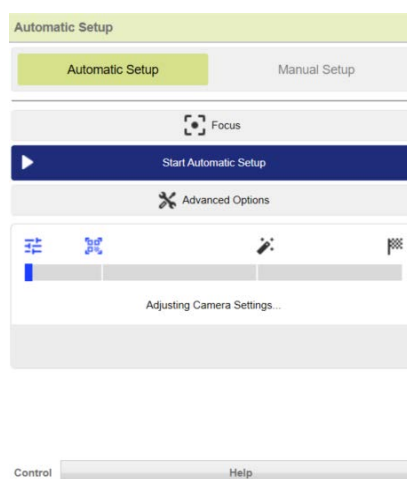 Automatic Setup
Automatic Setup Manual Setup
Focus
Start Automatic Setup
Advanced Options
Adjusting Camera Settings...
Control Help